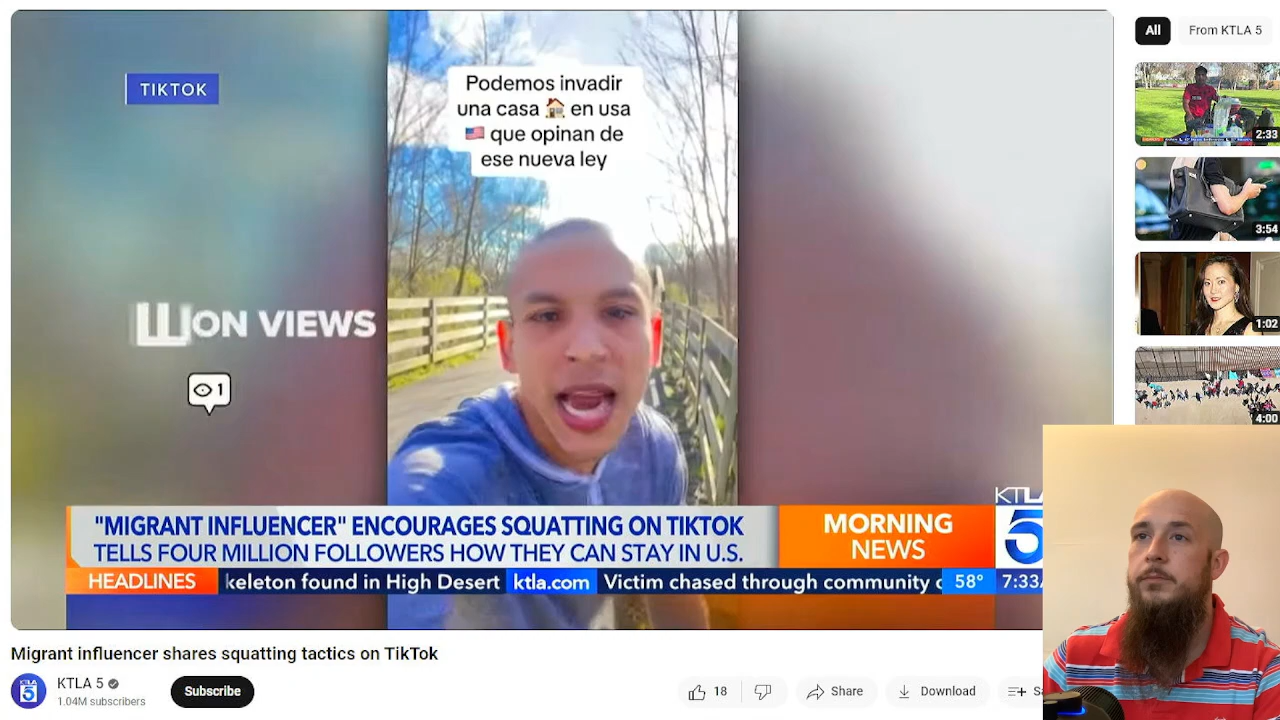 All
From KTLA 5
TIKTOK
Podemos invadir
una casa 🏠 en usa
🇺🇸 que opinan de
ese nueva ley
ON VIEWS
1
2:33
3:54
1:02
4:00
"MIGRANT INFLUENCER" ENCOURAGES SQUATTING ON TIKTOK
TELLS FOUR MILLION FOLLOWERS HOW THEY CAN STAY IN U.S.
MORNING
NEWS
KTLA
5
HEADLINES
keleton found in High Desert
ktla.com
Victim chased through community
58°
7:33
Migrant influencer shares squatting tactics on TikTok
KTLA 5
1.04M subscribers
Subscribe
18
Share
Download